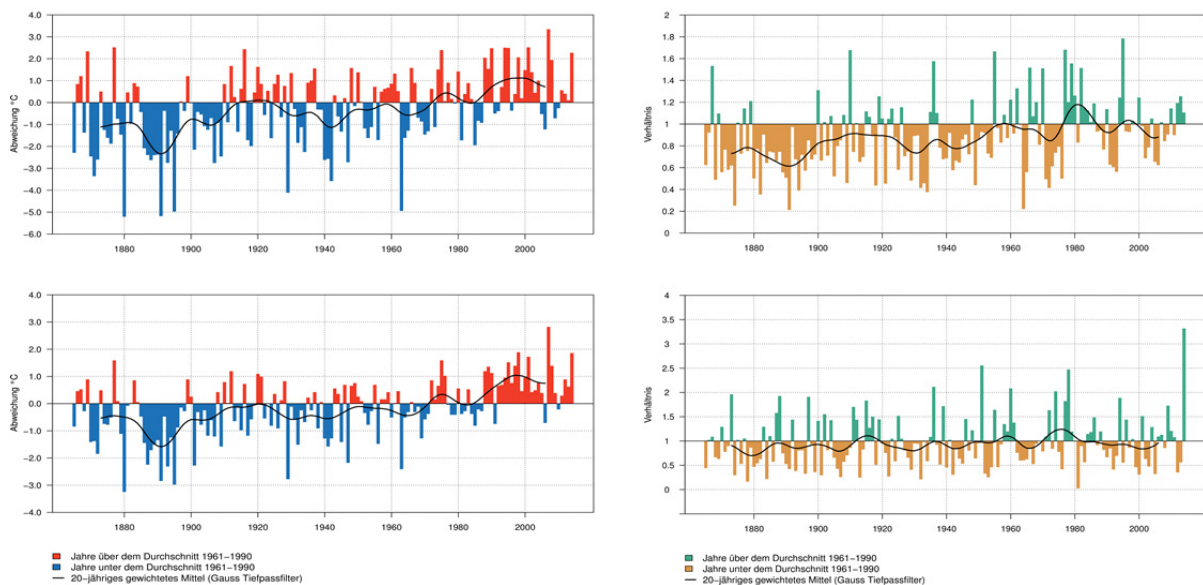 4.0
3.0
2.0
1.0
0.0
−1.0
−2.0
−3.0
−4.0
−5.0
−6.0
Abweichung °C
1880 1900 1920 1940 1960 1980 2000
2
1.8
1.6
1.4
1.2
1
0.8
0.6
0.4
0.2
Verhältnis
1880 1900 1920 1940 1960 1980 2000
4.0
3.0
2.0
1.0
0.0
−1.0
−2.0
−3.0
−4.0
Abweichung °C
1880 1900 1920 1940 1960 1980 2000
4
3.5
3
2.5
2
1.5
1
0.5
0
Verhältnis
1880 1900 1920 1940 1960 1980 2000
Jahre über dem Durchschnitt 1961−1990
Jahre unter dem Durchschnitt 1961−1990
20−jähriges gewichtetes Mittel (Gauss Tiefpassfilter)
Jahre über dem Durchschnitt 1961−1990
Jahre unter dem Durchschnitt 1961−1990
20−jähriges gewichtetes Mittel (Gauss Tiefpassfilter)